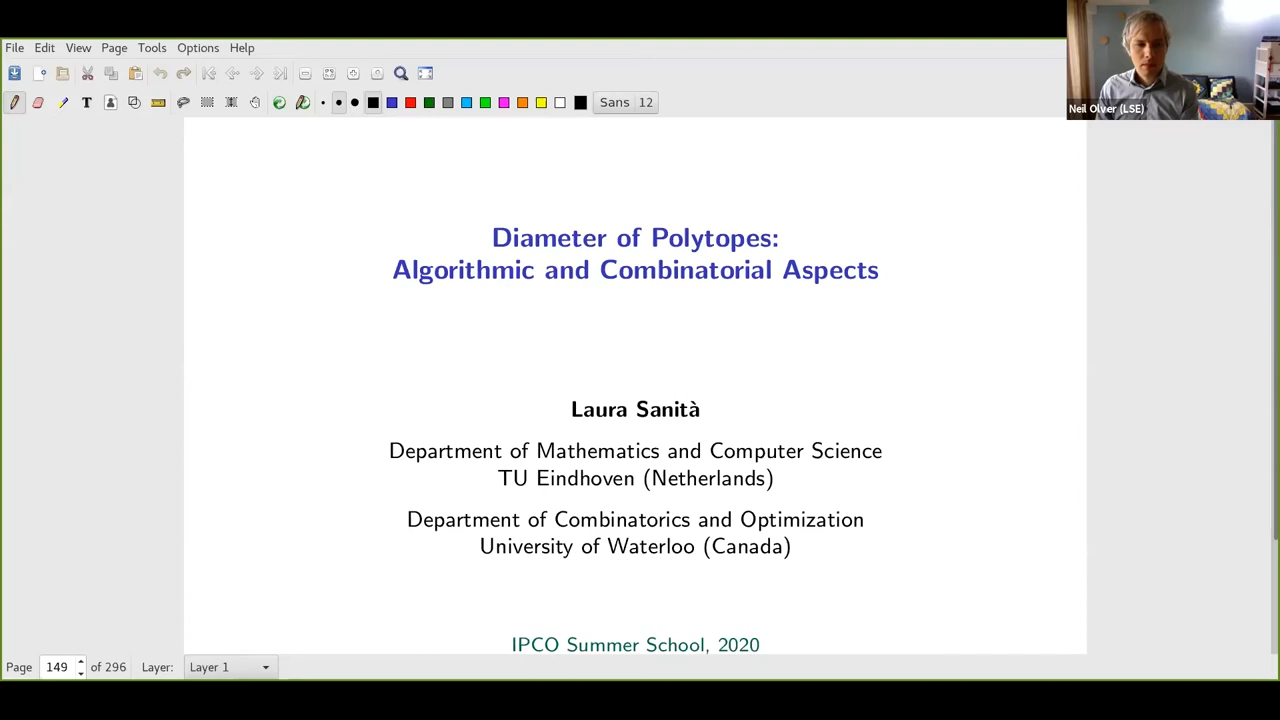 File Edit View Page Tools Options Help
Sans 12
Neil Olver (LSE)
Diameter of Polytopes:
Algorithmic and Combinatorial Aspects
Laura Sanità
Department of Mathematics and Computer Science
TU Eindhoven (Netherlands)
Department of Combinatorics and Optimization
University of Waterloo (Canada)
IPCO Summer School, 2020
Page 149 of 296 Layer: Layer 1